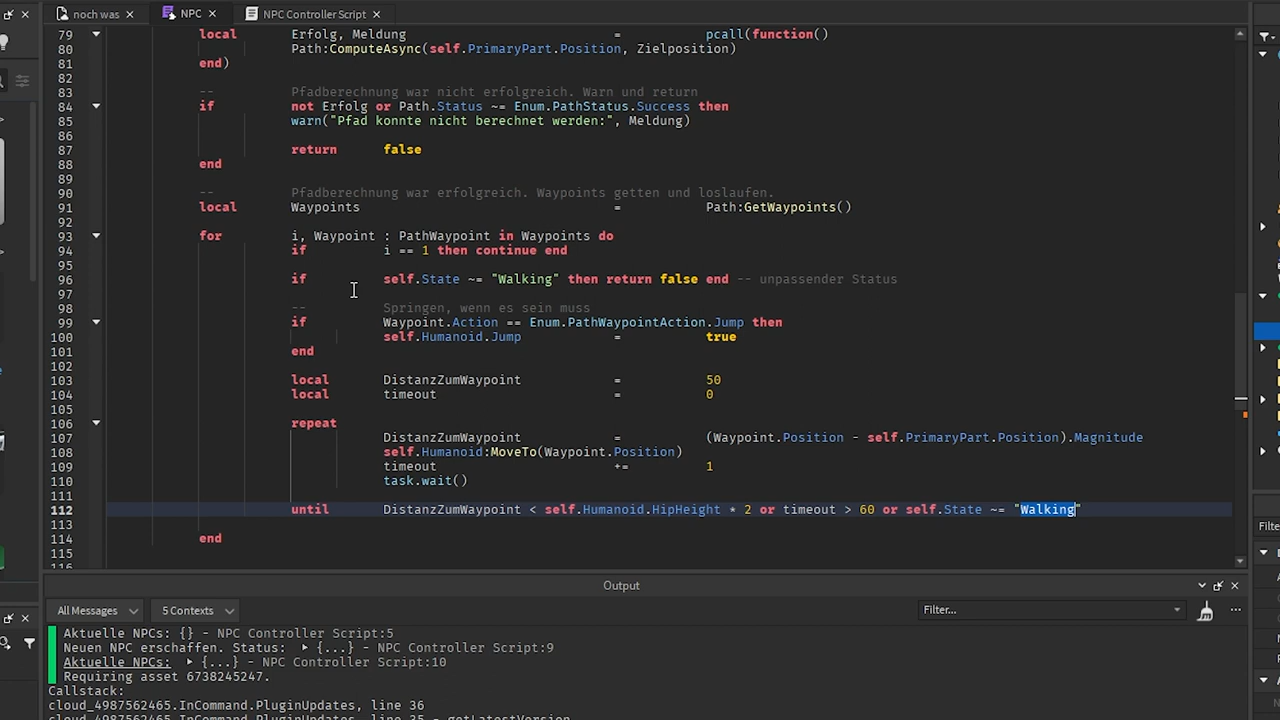 noch was
NPC
NPC Controller Script
79 local Erfolg, Meldung = pcall(function()
80 Path:ComputeAsync(self.PrimaryPart.Position, Zielposition)
81 end)
82
83 -- Pfadberechnung war nicht erfolgreich. Warn und return
84 if not Erfolg or Path.Status ~= Enum.PathStatus.Success then
85 warn("Pfad konnte nicht berechnet werden:", Meldung)
86
87 return false
88 end
89
90 -- Pfadberechnung war erfolgreich. Waypoints getten und loslaufen.
91 local Waypoints = Path:GetWaypoints()
92
93 for i, Waypoint : PathWaypoint in Waypoints do
94 if i == 1 then continue end
95
96 if self.State ~= "Walking" then return false end -- unpassender Status
97
98 -- Springen, wenn es sein muss
99 if Waypoint.Action == Enum.PathWaypointAction.Jump then
100 self.Humanoid.Jump = true
101 end
102
103 local DistanzZumWaypoint = 50
104 local timeout = 0
105
106 repeat
107 DistanzZumWaypoint = (Waypoint.Position - self.PrimaryPart.Position).Magnitude
108 self.Humanoid:MoveTo(Waypoint.Position)
109 timeout += 1
110 task.wait()
111
112 until DistanzZumWaypoint < self.Humanoid.HipHeight * 2 or timeout > 60 or self.State ~= "Walking"
113
114 end
115
116
Output
All Messages 5 Contexts Filter...
Aktuelle NPCs: {} - NPC Controller Script:5
Neuen NPC erschaffen. Status: ▶ {...} - NPC Controller Script:9
Aktuelle NPCs: ▶ {...} - NPC Controller Script:10
Requiring asset 6738245247.
Callstack:
cloud_4987562465.InCommand.PluginUpdates, line 36
cloud_4987562465.InCommand.PluginUpdates, line 35 - getLatestVersion
Filte